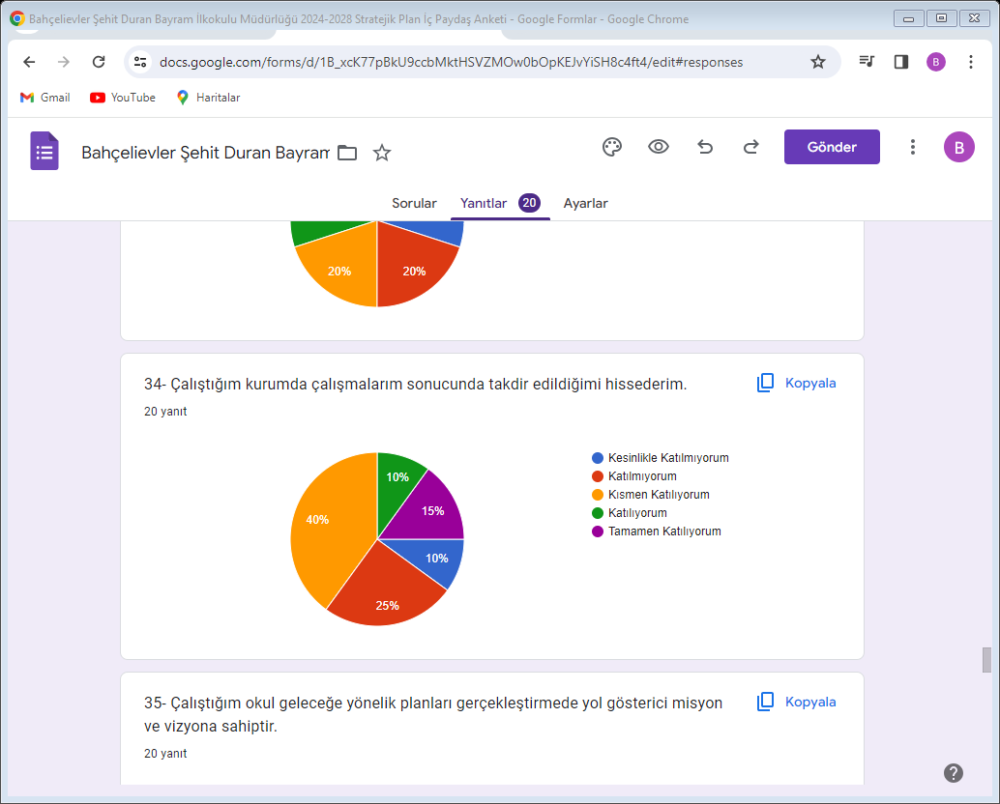 Bahçelievler Şehit Duran Bayram İlkokulu Müdürlüğü 2024-2028 Stratejik Plan İç Paydaş Anketi - Google Formlar - Google Chrome
docs.google.com/forms/d/1B_xcK77pBkU9ccbMktHSVZMOw0bOpKEJvYiSH8c4ft4/edit#responses
B
Gmail YouTube Haritalar
Bahçelievler Şehit Duran Bayram
Gönder
B
Sorular Yanıtlar 20 Ayarlar
20% 20%
34- Çalıştığım kurumda çalışmalarım sonucunda takdir edildiğimi hissederim.
Kopyala
20 yanıt
Kesinlikle Katılmıyorum
Katılmıyorum
Kısmen Katılıyorum
Katılıyorum
Tamamen Katılıyorum
10%
15%
40%
10%
25%
35- Çalıştığım okul geleceğe yönelik planları gerçekleştirmede yol gösterici misyon
ve vizyona sahiptir.
Kopyala
20 yanıt
?